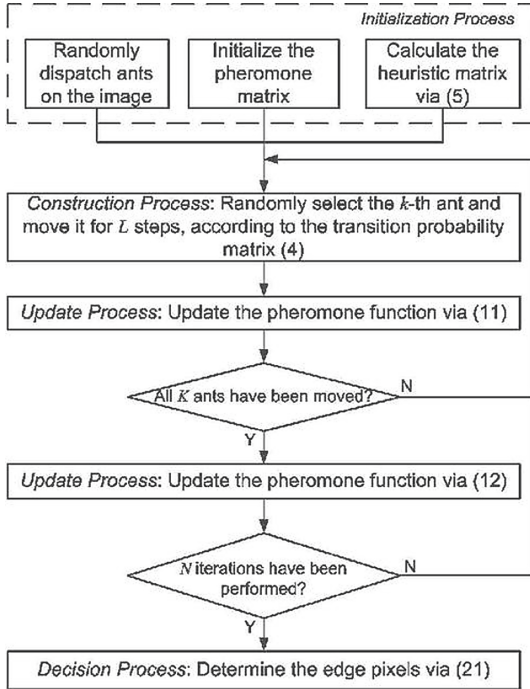 Initialization Process
Randomly
dispatch ants
on the image
Initialize the
pheromone
matrix
Calculate the
heuristic matrix
via (5)
Construction Process: Randomly select the k-th ant and
move it for L steps, according to the transition probability
matrix (4)
Update Process: Update the pheromone function via (11)
All K ants have been moved?
N
Y
Update Process: Update the pheromone function via (12)
N iterations have been
performed?
N
Y
Decision Process: Determine the edge pixels via (21)